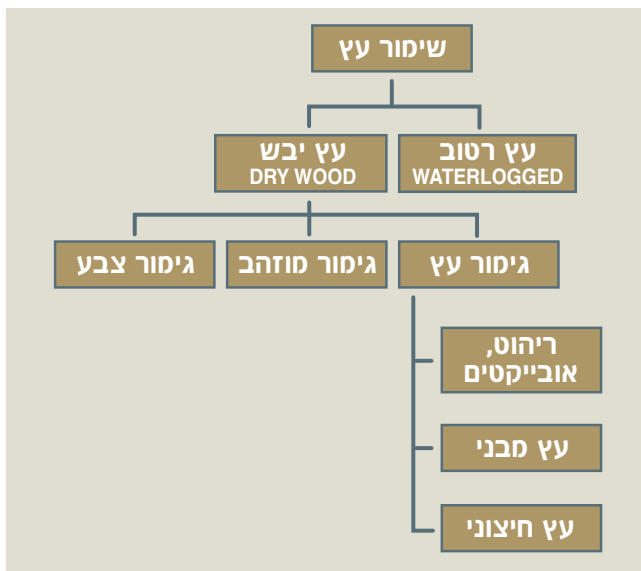 שימור עץ
עץ רטוב
WATERLOGGED
עץ יבש
DRY WOOD
גימור עץ
גימור מוזהב
גימור צבע
ריהוט,
אובייקטים
עץ מבני
עץ חיצוני